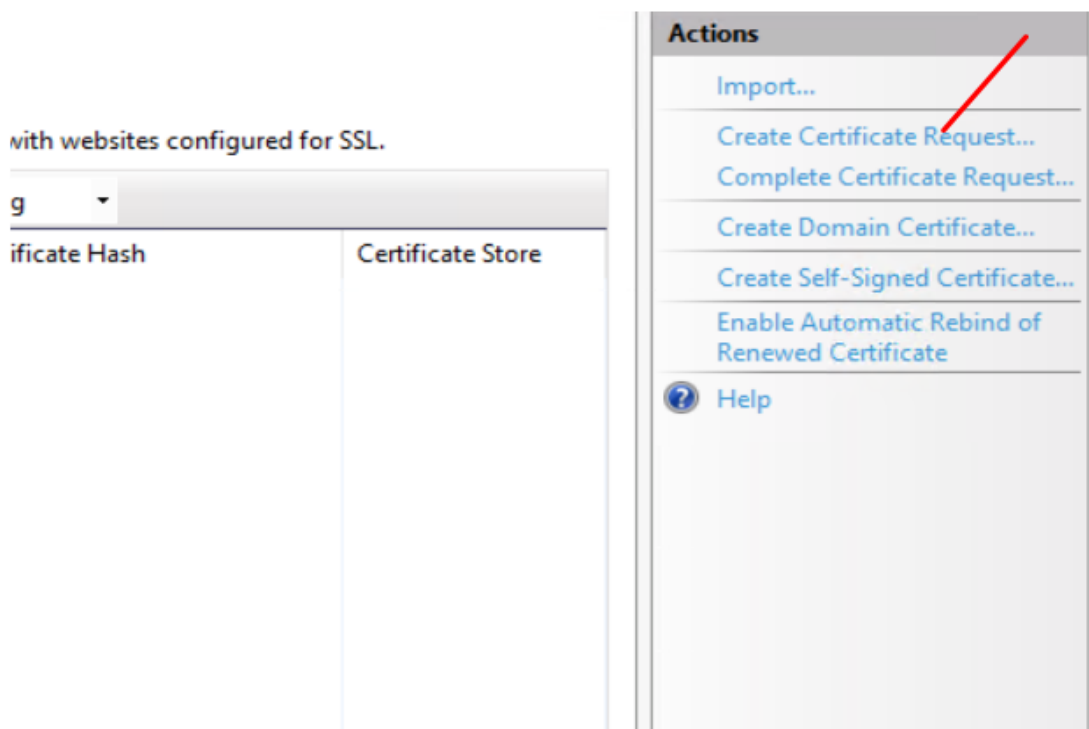 with websites configured for SSL.
g
ificate Hash
Certificate Store
Actions
Import...
Create Certificate Request...
Complete Certificate Request...
Create Domain Certificate...
Create Self-Signed Certificate...
Enable Automatic Rebind of
Renewed Certificate
Help